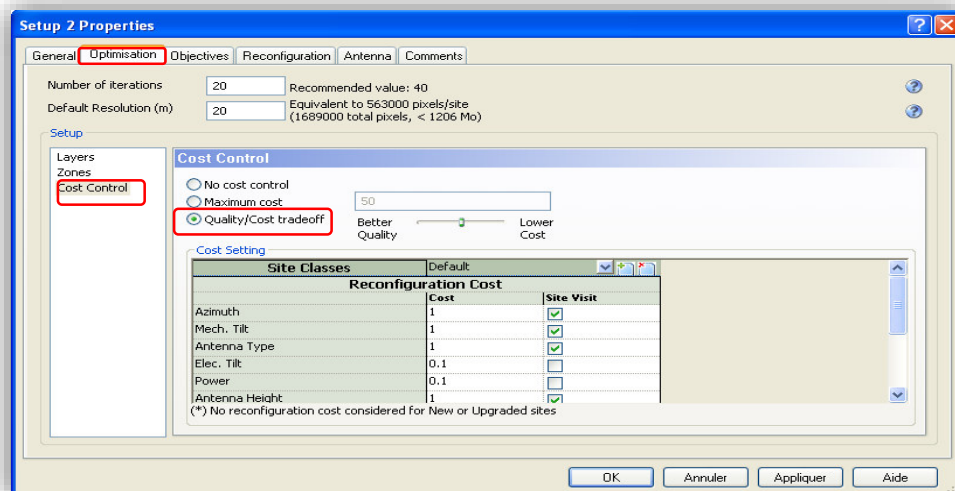 Setup 2 Properties
General Optimisation Objectives Reconfiguration Antenna Comments
Number of iterations 20 Recommended value: 40
Default Resolution (m) 20 Equivalent to 563000 pixels/site
(1689000 total pixels, < 1206 Mo)
Setup
Layers
Zones
Cost Control
Cost Control
No cost control
Maximum cost 50
Quality/Cost tradeoff Better Quality Lower Cost
Cost Setting
Site Classes Default
Reconfiguration Cost
Cost Site Visit
Azimuth 1
Mech. Tilt 1
Antenna Type 1
Elec. Tilt 0.1
Power 0.1
Antenna Height 1
(*) No reconfiguration cost considered for New or Upgraded sites
OK Annuler Appliquer Aide